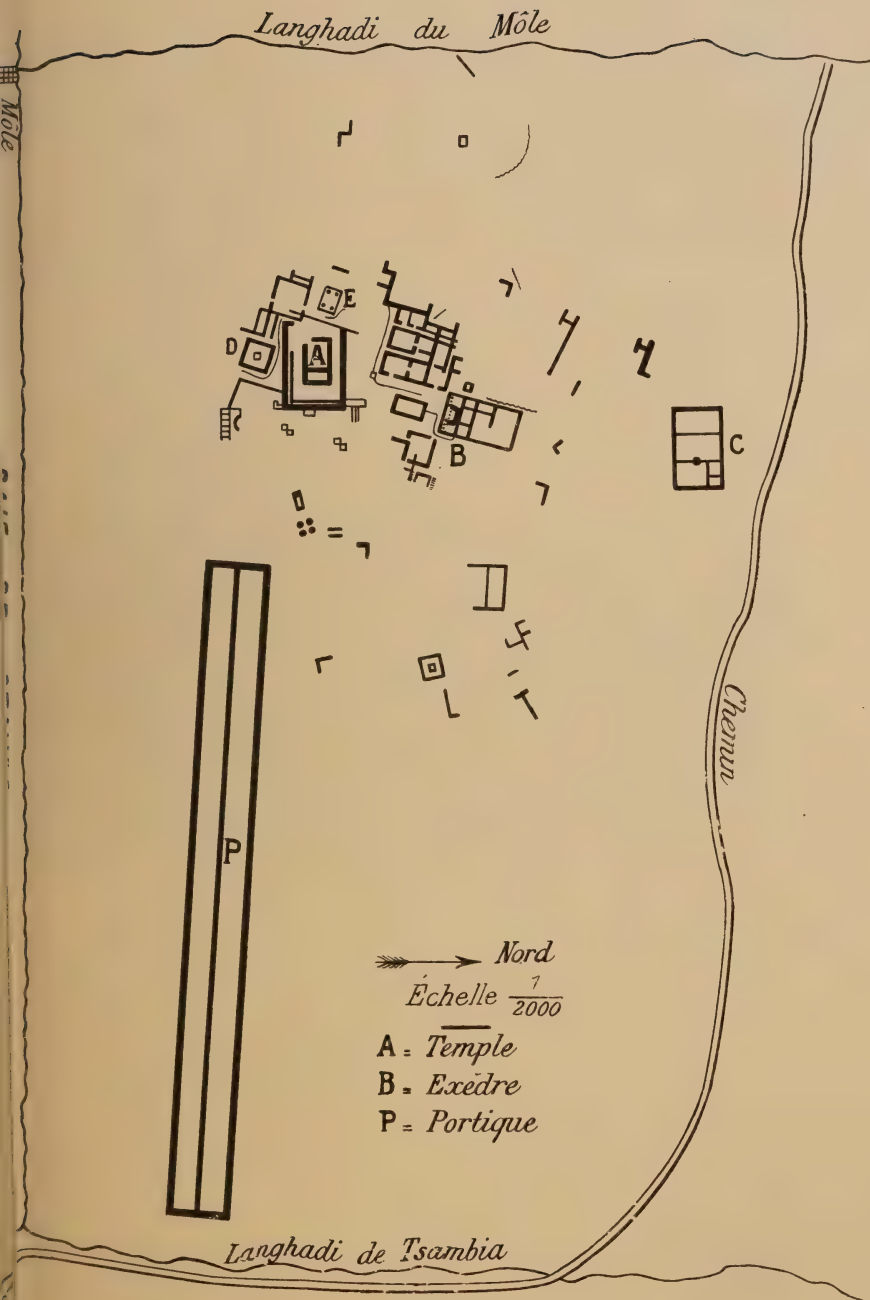 Langhadi du Môle
Môle
E
D
A
B
C
Chemin
P
Nord
Échelle 1/2000
A = Temple
B = Exèdre
P = Portique
Langhadi de Tsambia